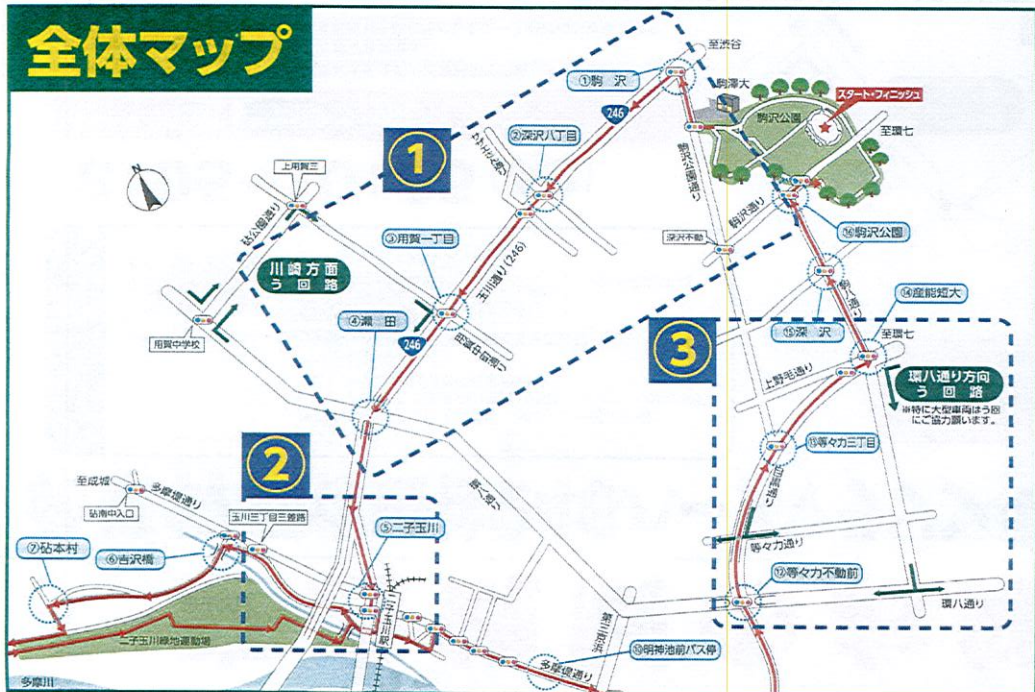 全体マップ
至渋谷
①駒沢
駒澤大
スタート・フィニッシュ
駒沢公園
至環七
246
②深沢八丁目
1
上用賀三
砧公園通り
駒沢公園通り
駒沢通り
③用賀一丁目
深沢不動
⑯駒沢公園
川崎方面
う回路
玉川通り(246)
④瀬田
⑭産能短大
用賀中学校
246
用賀中町通り
⑮深沢
至環七
3
上野毛通り
環八通り方向
う回路
※特に大型車両はう回
にご協力願います。
2
⑬等々力三丁目
至成城
多摩堤通り
環八通り
砧南中入口
玉川三丁目三差路
⑤二子玉川
等々力通り
⑦砧本村
⑥吉沢橋
⑫等々力不動前
環八通り
二子玉川駅
第三京浜
二子玉川緑地運動場
⑩明神池前バス停
多摩堤通り
多摩川